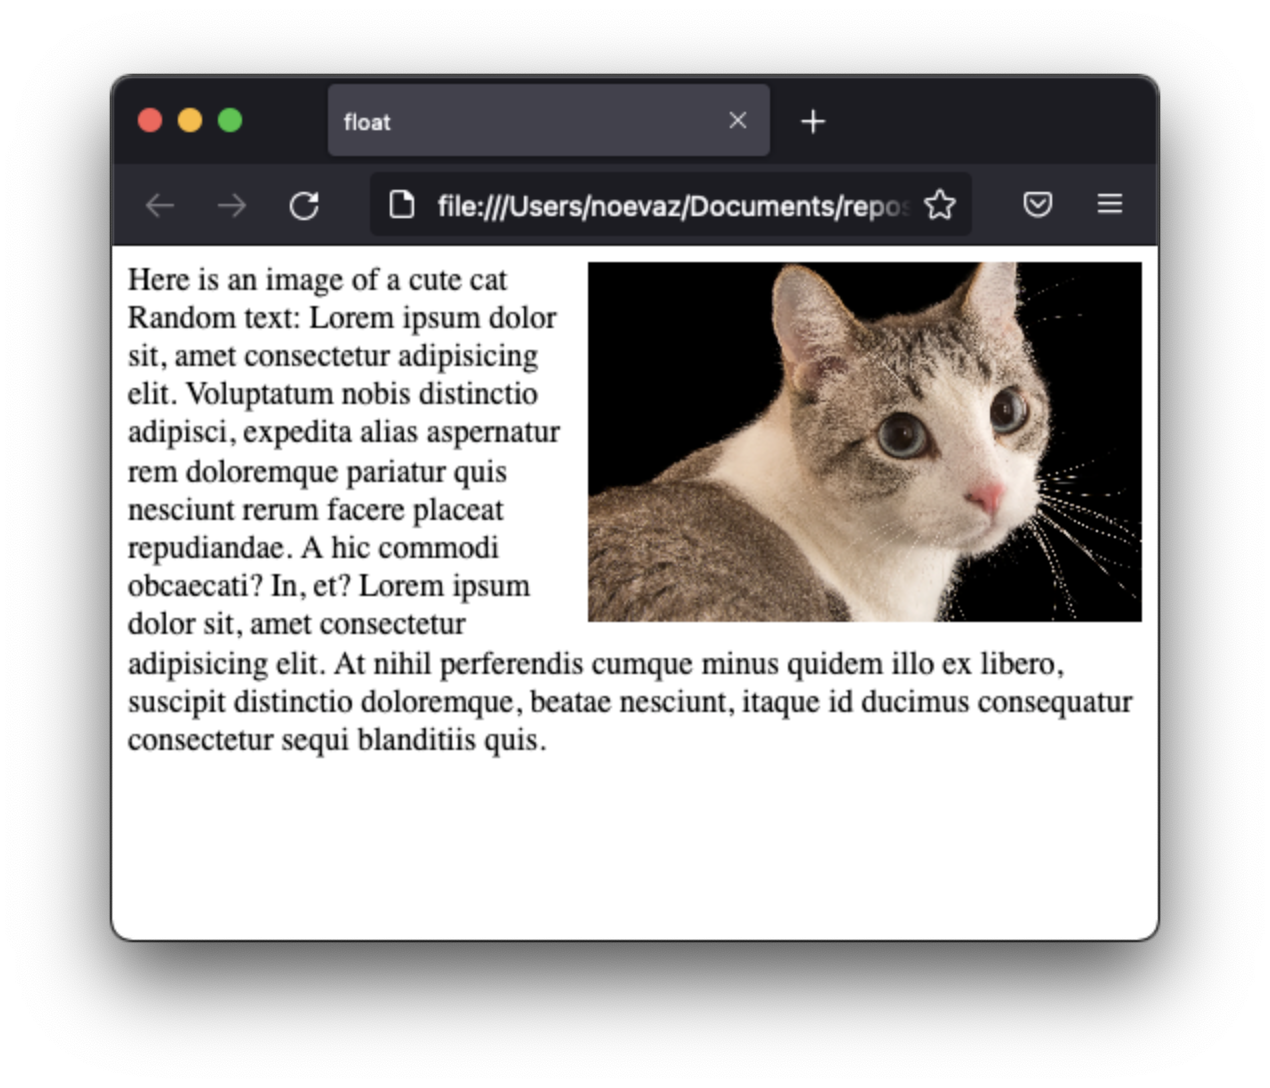 float
file:///Users/noevaz/Documents/repos
Here is an image of a cute cat
Random text: Lorem ipsum dolor
sit, amet consectetur adipisicing
elit. Voluptatum nobis distinctio
adipisci, expedita alias aspernatur
rem doloremque pariatur quis
nesciunt rerum facere placeat
repudiandae. A hic commodi
obcaecati? In, et? Lorem ipsum
dolor sit, amet consectetur
adipisicing elit. At nihil perferendis cumque minus quidem illo ex libero,
suscipit distinctio doloremque, beatae nesciunt, itaque id ducimus consequatur
consectetur sequi blanditiis quis.